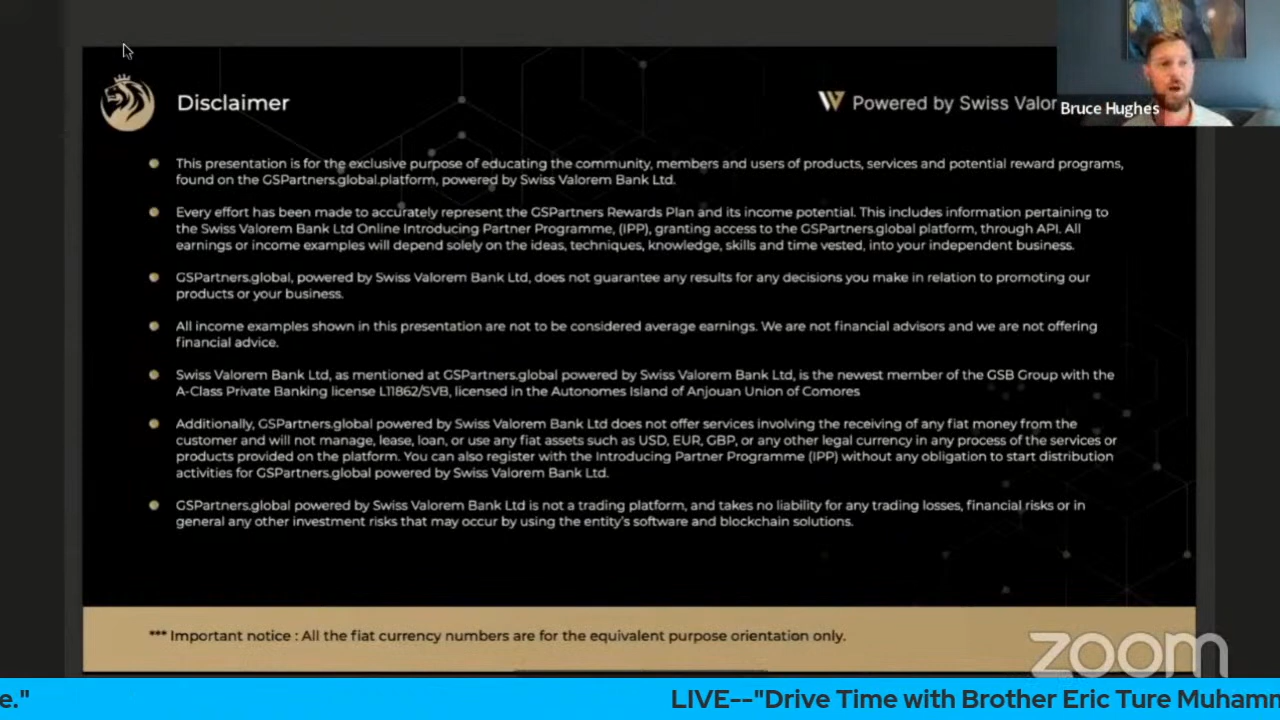 Disclaimer
Powered by Swiss Valor
Bruce Hughes
This presentation is for the exclusive purpose of educating the community, members and users of products, services and potential reward programs,
found on the GSPartners.global.platform, powered by Swiss Valorem Bank Ltd.
Every effort has been made to accurately represent the GSPartners Rewards Plan and its income potential. This includes information pertaining to
the Swiss Valorem Bank Ltd Online Introducing Partner Programme, (IPP), granting access to the GSPartners.global platform, through API. All
earnings or income examples will depend solely on the ideas, techniques, knowledge, skills and time vested, into your independent business.
GSPartners.global, powered by Swiss Valorem Bank Ltd, does not guarantee any results for any decisions you make in relation to promoting our
products or your business.
All income examples shown in this presentation are not to be considered average earnings. We are not financial advisors and we are not offering
financial advice.
Swiss Valorem Bank Ltd, as mentioned at GSPartners.global powered by Swiss Valorem Bank Ltd, is the newest member of the GSB Group with the
A-Class Private Banking license L11862/SVB, licensed in the Autonomes Island of Anjouan Union of Comores
Additionally, GSPartners.global powered by Swiss Valorem Bank Ltd does not offer services involving the receiving of any fiat money from the
customer and will not manage, lease, loan, or use any fiat assets such as USD, EUR, GBP, or any other legal currency in any process of the services or
products provided on the platform. You can also register with the Introducing Partner Programme (IPP) without any obligation to start distribution
activities for GSPartners.global powered by Swiss Valorem Bank Ltd.
GSPartners.global powered by Swiss Valorem Bank Ltd is not a trading platform, and takes no liability for any trading losses, financial risks or in
general any other investment risks that may occur by using the entity's software and blockchain solutions.
*** Important notice : All the fiat currency numbers are for the equivalent purpose orientation only.
zoom
e." LIVE--"Drive Time with Brother Eric Ture Muhamm